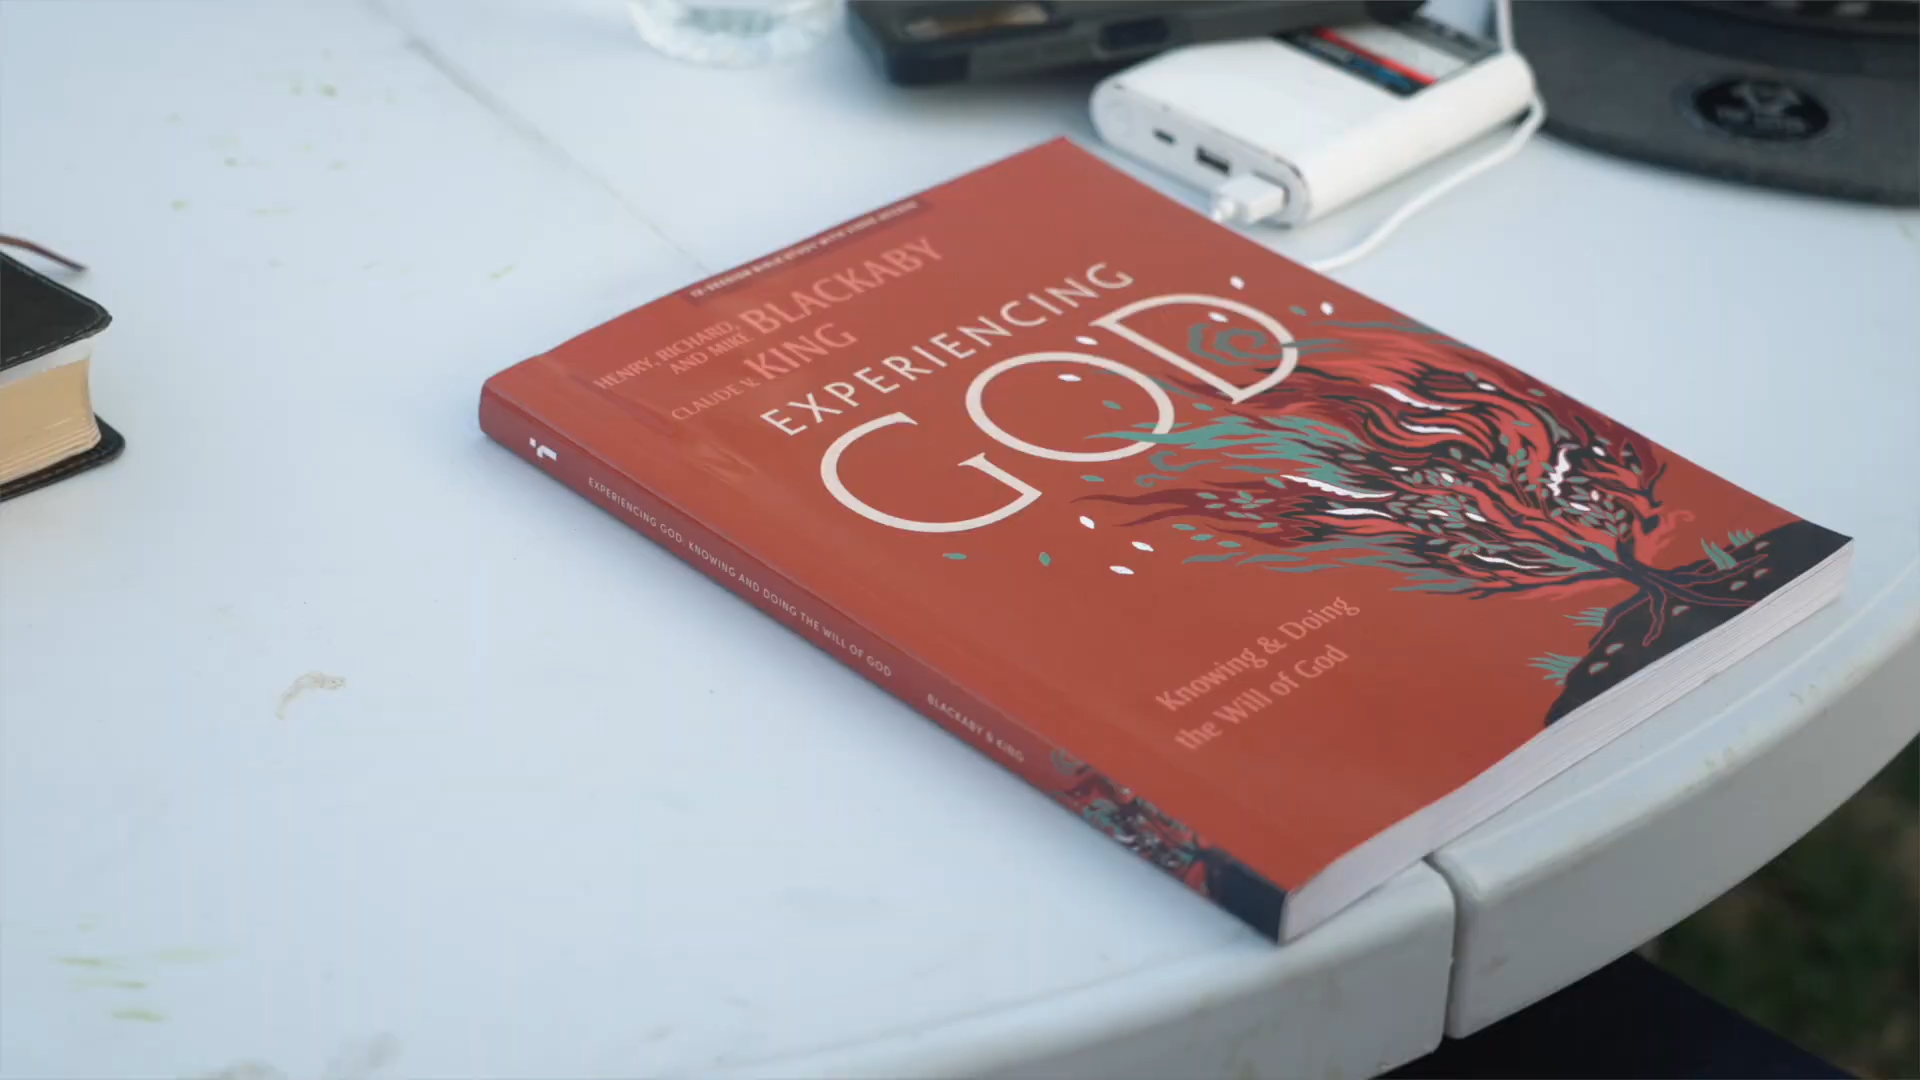 HENRY, RICHARD,
AND MIKE BLACKABY
CLAUDE V. KING
EXPERIENCING
GOD
Knowing & Doing
the Will of God
EXPERIENCING GOD: KNOWING AND DOING THE WILL OF GOD
BLACKABY & KING